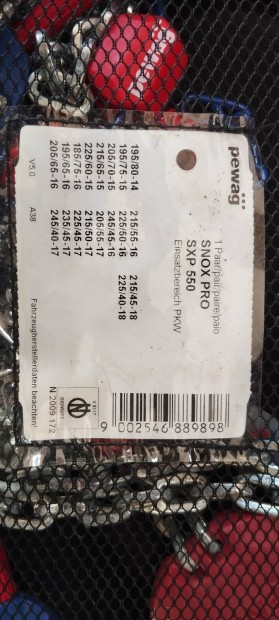 pewag
1 Paar/pair/paire/paio
SNOX PRO
SXP 550
Einsatzbereich PKW
195/80-14
195/75-15
205/70-15
215/65-15
225/60-15
185/75-16
195/65-16
205/65-16
215/55-16
225/50-16
245/45-16
205/55-17
215/50-17
225/45-17
235/45-17
245/40-17
215/45-18
225/40-18
V5.0
A38
Fahrzeugherstellerdaten beachten!
N 2009 172
9 002546 889898